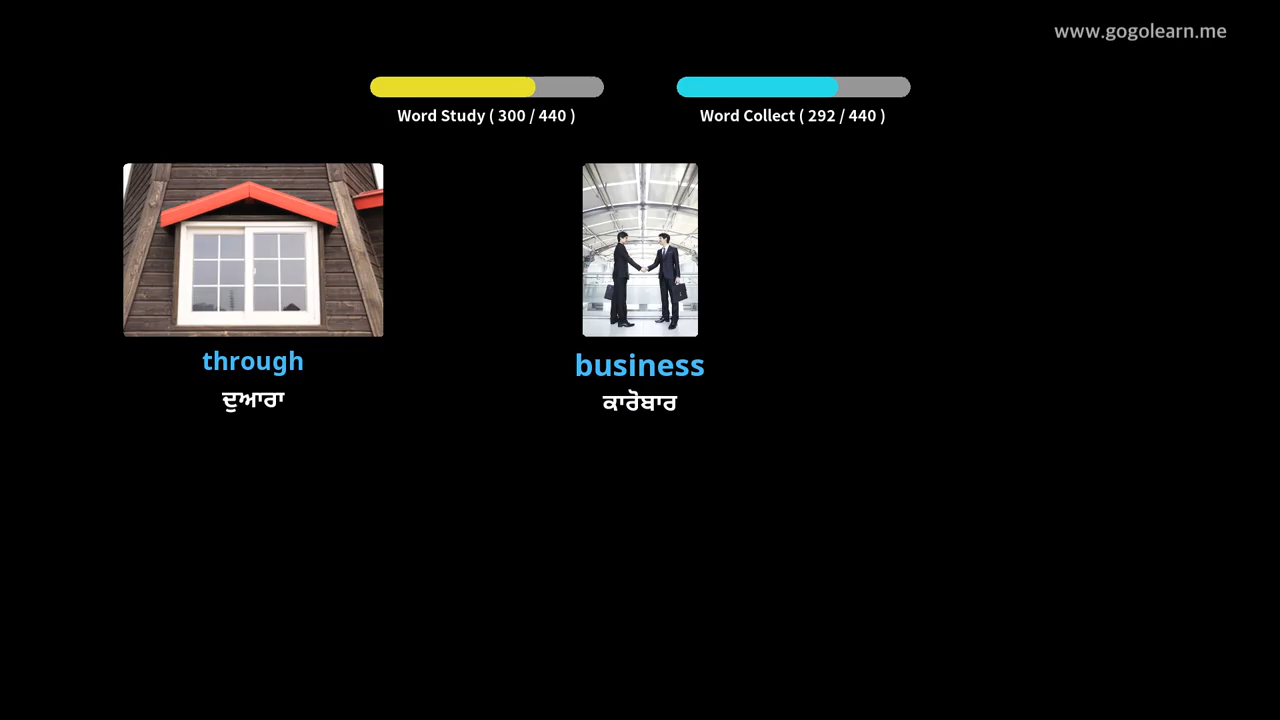 www.gogolearn.me
Word Study ( 300 / 440 )
Word Collect ( 292 / 440 )
through
ਦੁਆਰਾ
business
ਕਾਰੋਬਾਰ